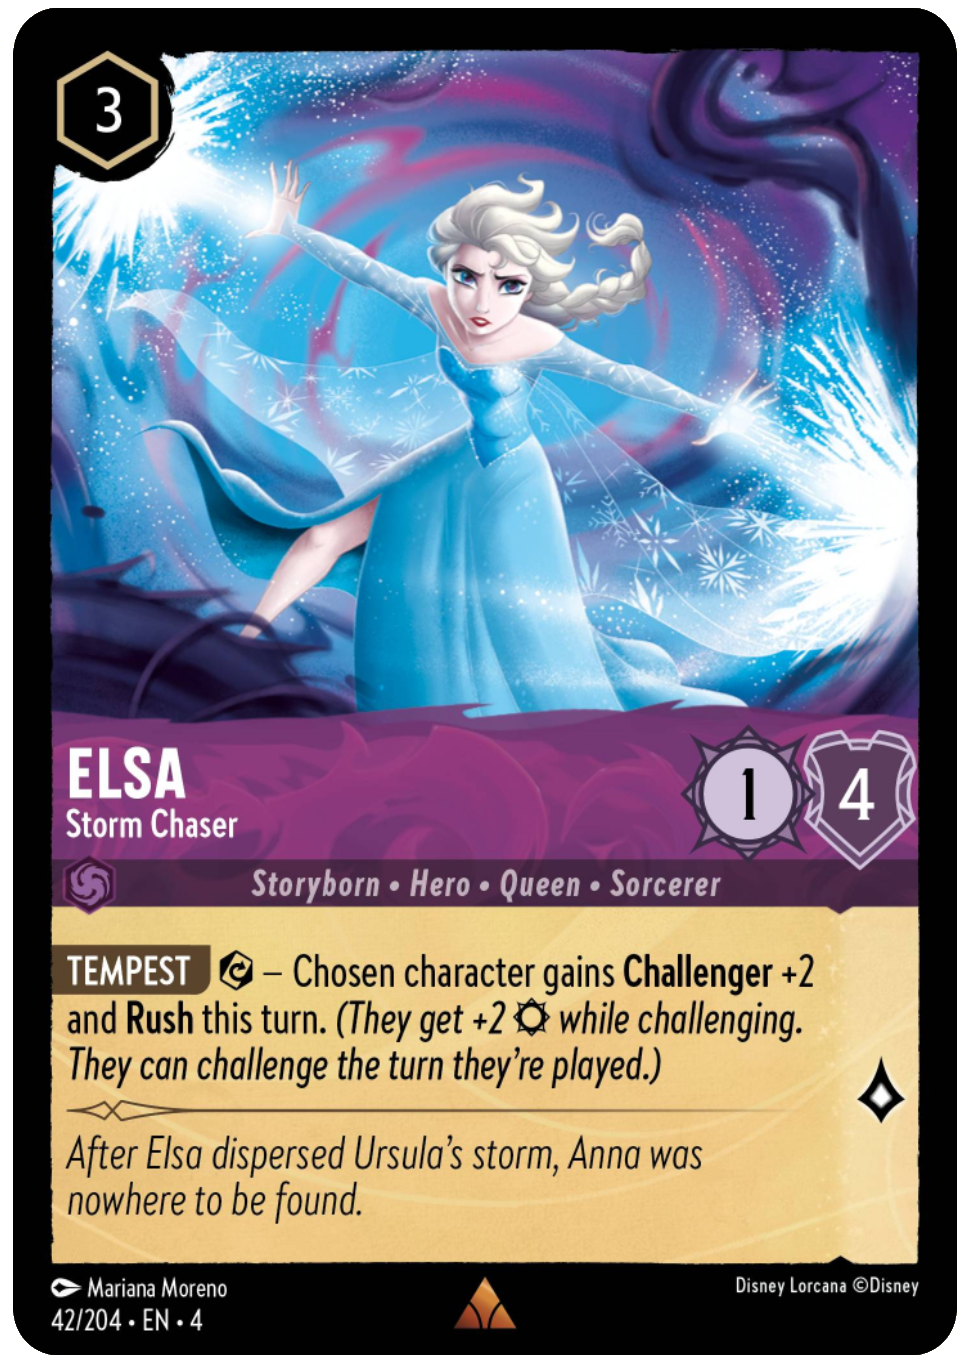 3
ELSA
Storm Chaser
1 4
Storyborn • Hero • Queen • Sorcerer
TEMPEST – Chosen character gains Challenger +2
and Rush this turn. (They get +2 while challenging.
They can challenge the turn they’re played.)
After Elsa dispersed Ursula’s storm, Anna was
nowhere to be found.
Mariana Moreno
Disney Lorcana ©Disney
42/204 • EN • 4